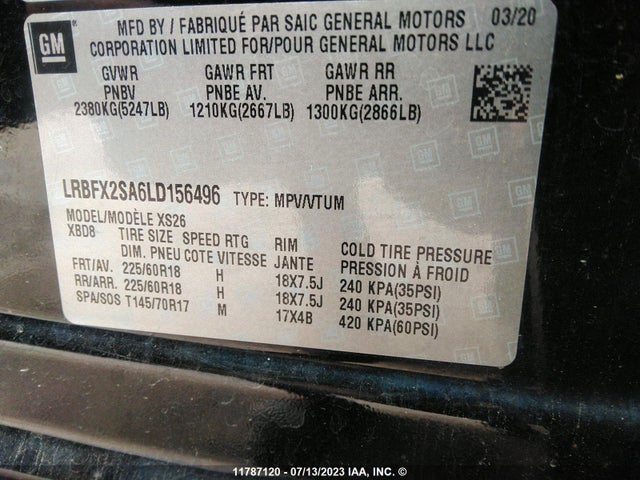 GM
MFD BY / FABRIQUÉ PAR SAIC GENERAL MOTORS 03/20
CORPORATION LIMITED FOR/POUR GENERAL MOTORS LLC
GVWR GAWR FRT GAWR RR
PNBV PNBE AV. PNBE ARR.
2380KG(5247LB) 1210KG(2667LB) 1300KG(2866LB)
LRBFX2SA6LD156496 TYPE: MPV/VTUM
MODEL/MODÈLE XS26
XBD8 TIRE SIZE SPEED RTG RIM COLD TIRE PRESSURE
DIM. PNEU COTE VITESSE JANTE PRESSION À FROID
FRT/AV. 225/60R18 H 18X7.5J 240 KPA(35PSI)
RR/ARR. 225/60R18 H 18X7.5J 240 KPA(35PSI)
SPA/SOS T145/70R17 M 17X4B 420 KPA(60PSI)
11787120 - 07/13/2023 IAA, Inc. ©